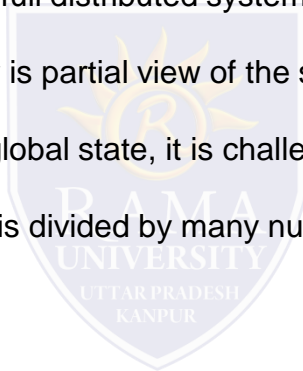 full distributed system
is partial view of the s
global state, it is challe
is divided by many nu
R
RAMA
UNIVERSITY
UTTAR PRADESH
KANPUR